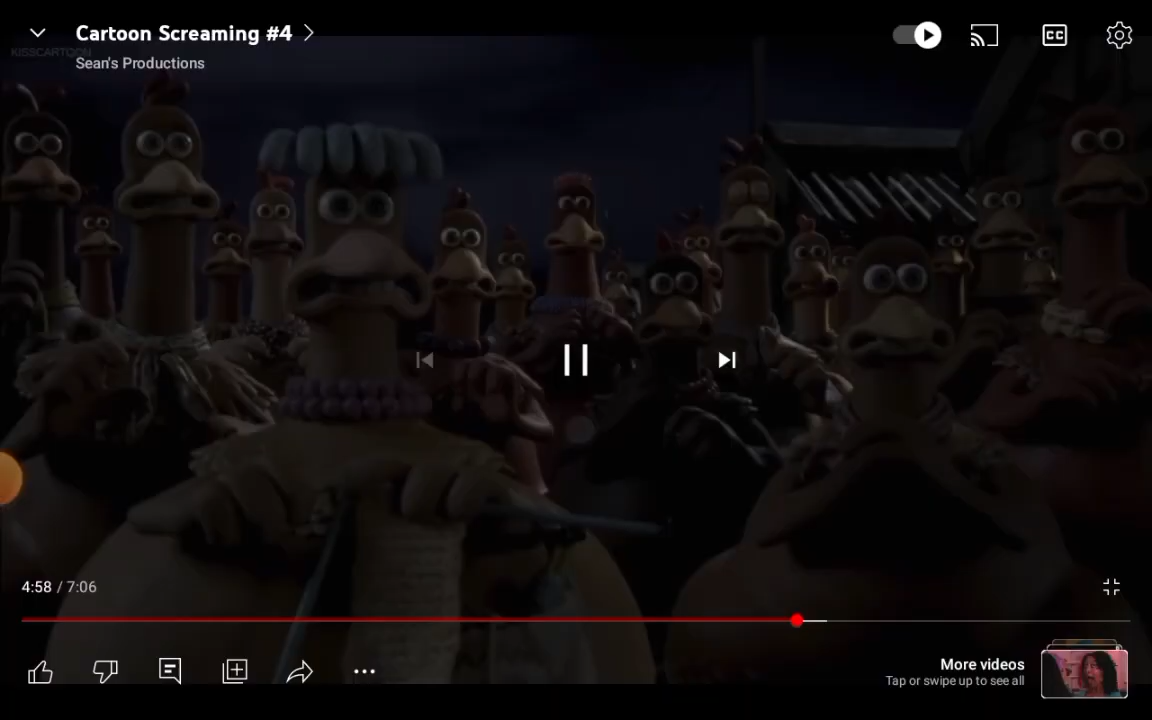 Cartoon Screaming #4
KISSCARTOON
Sean's Productions
CC
4:58 / 7:06
More videos
Tap or swipe up to see all